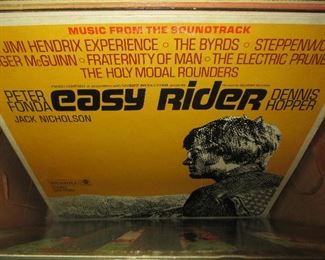 MUSIC FROM THE SOUNDTRACK
JIMI HENDRIX EXPERIENCE • THE BYRDS • STEPPENWO
GER McGUINN • FRATERNITY OF MAN • THE ELECTRIC PRUNE
THE HOLY MODAL ROUNDERS
PETER FONDA
easy rider
DENNIS HOPPER
JACK NICHOLSON